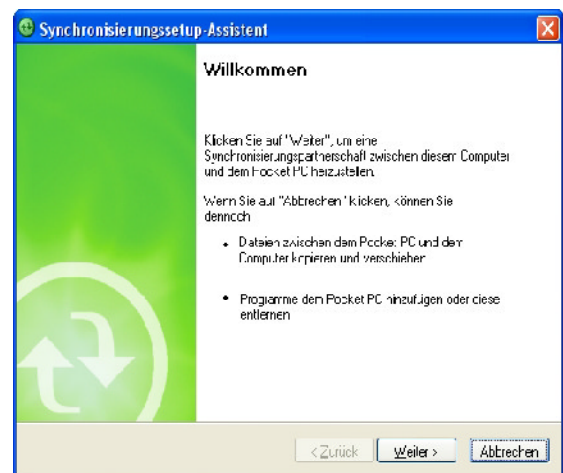 Synchronisierungssetup-Assistent
Willkommen
Klicken Sie auf "Weiter", um eine
Synchronisierungspartnerschaft zwischen diesem Computer
und dem Pocket PC herzustellen.
Wenn Sie auf "Abbrechen" klicken, können Sie
dennoch
• Dateien zwischen dem Pocket PC und dem
Computer kopieren und verschieben
• Programme dem Pocket PC hinzufügen oder diese
entfernen
< Zurück
Weiter >
Abbrechen